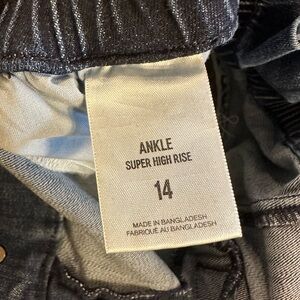 ANKLE
SUPER HIGH RISE
14
MADE IN BANGLADESH
FABRIQUÉ AU BANGLADESH